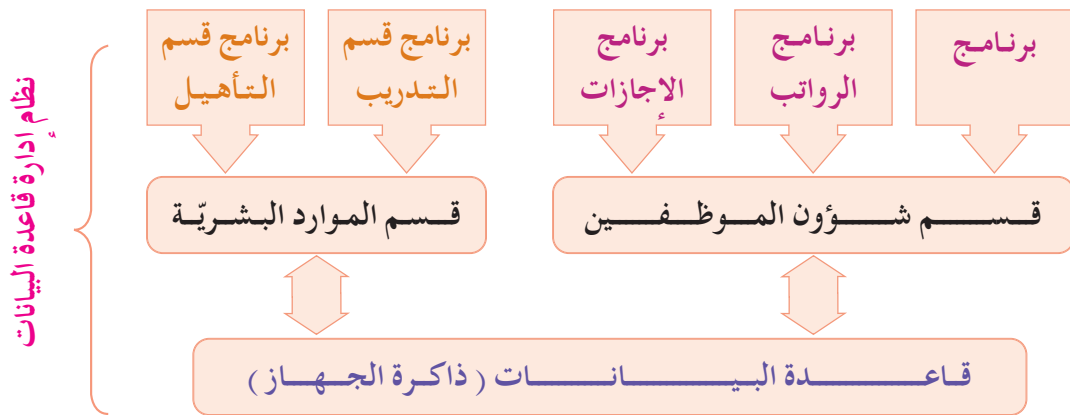 برنامج
برنامج
الرواتب
برنامج
الإجازات
برنامج قسم
التدريب
برنامج قسم
التأهيل
قسم شؤون الموظفين
قسم الموارد البشريّة
قاعدة البيانات (ذاكرة الجهاز)
نظام إدارة قاعدة البيانات